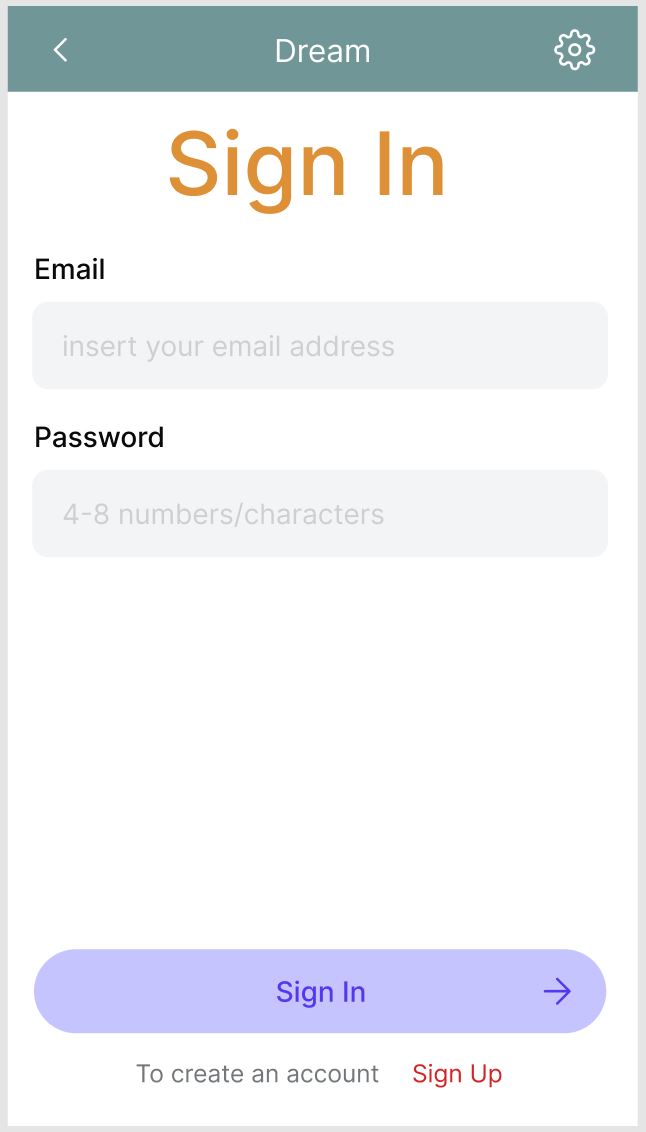 Dream
Sign In
Email
insert your email address
Password
4-8 numbers/characters
Sign In
To create an account Sign Up